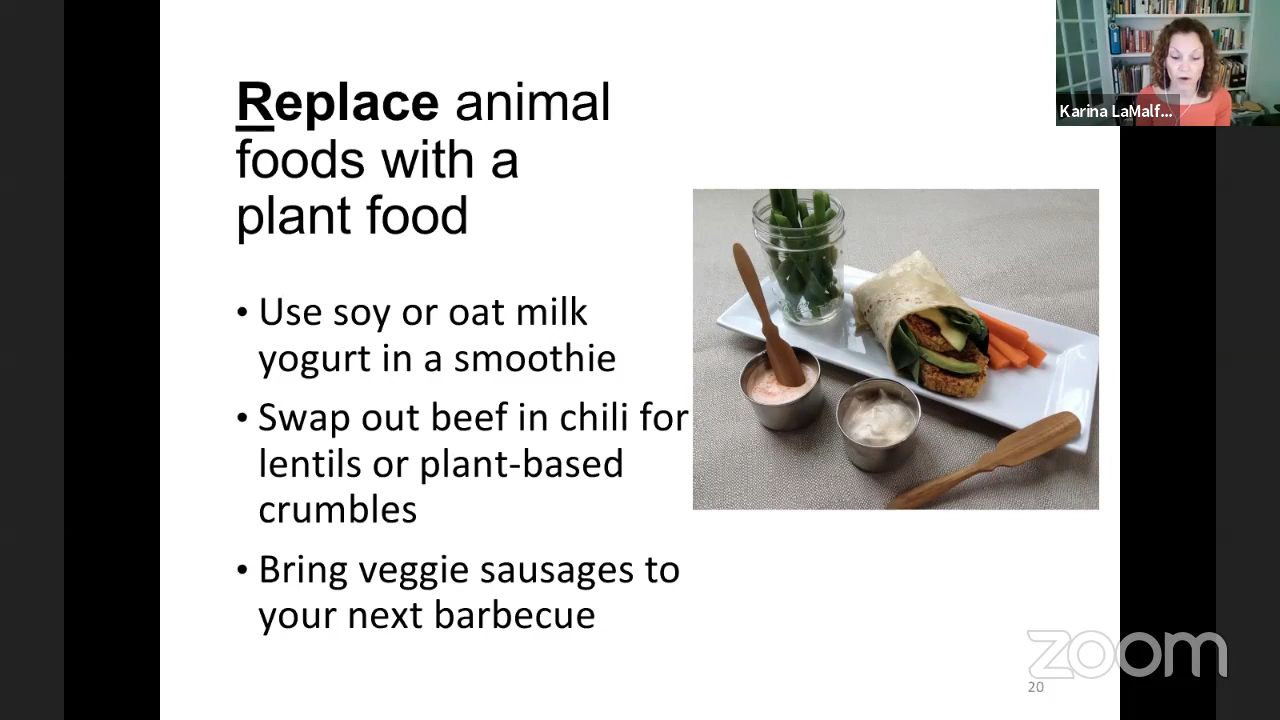 Replace animal
foods with a
plant food
• Use soy or oat milk
yogurt in a smoothie
• Swap out beef in chili for
lentils or plant-based
crumbles
• Bring veggie sausages to
your next barbecue
Karina LaMalf...
zoom
20